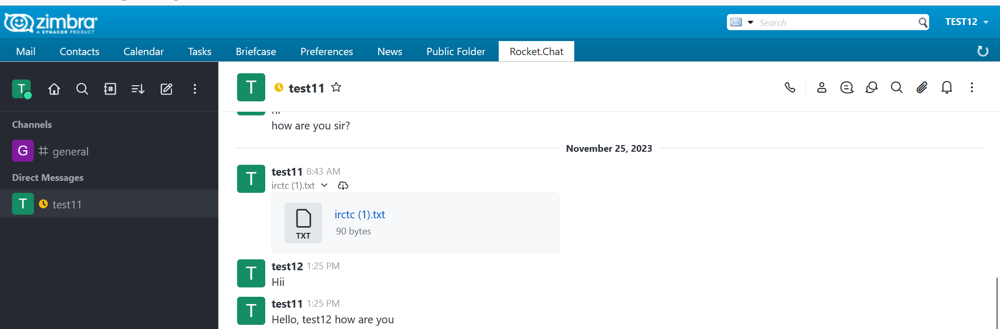 zimbra
A SYNACOR PRODUCT
Search
TEST12
Mail Contacts Calendar Tasks Briefcase Preferences News Public Folder Rocket.Chat
T
T test11
Channels
G # general
Direct Messages
T test11
how are you sir?
November 25, 2023
T test11 8:43 AM
irctc (1).txt
TXT
irctc (1).txt
90 bytes
T test12 1:25 PM
Hii
T test11 1:25 PM
Hello, test12 how are you